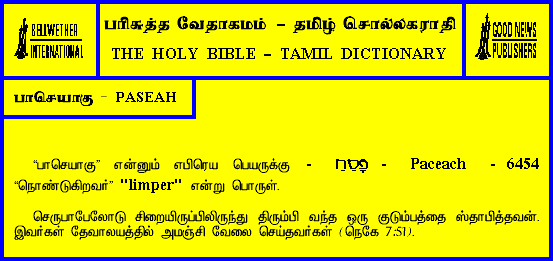 BELLWETHER
INTERNATIONAL
பரிசுத்த வேதாகமம் – தமிழ் சொல்லகராதி
THE HOLY BIBLE – TAMIL DICTIONARY
GOOD NEWS
PUBLISHERS
பாசெயாகு – PASEAH
“பாசெயாகு” என்னும் எபிரெய பெயருக்கு - פָּסֵחַ - Paceach - 6454
“நொண்டுகிறவர்” "limper" என்று பொருள்.
செருபாபேலோடு சிறையிருப்பிலிருந்து திரும்பி வந்த ஒரு குடும்பத்தை ஸ்தாபித்தவன்.
இவர்கள் தேவாலயத்தில் அமஞ்சி வேலை செய்தவர்கள் (நெகே 7:51).